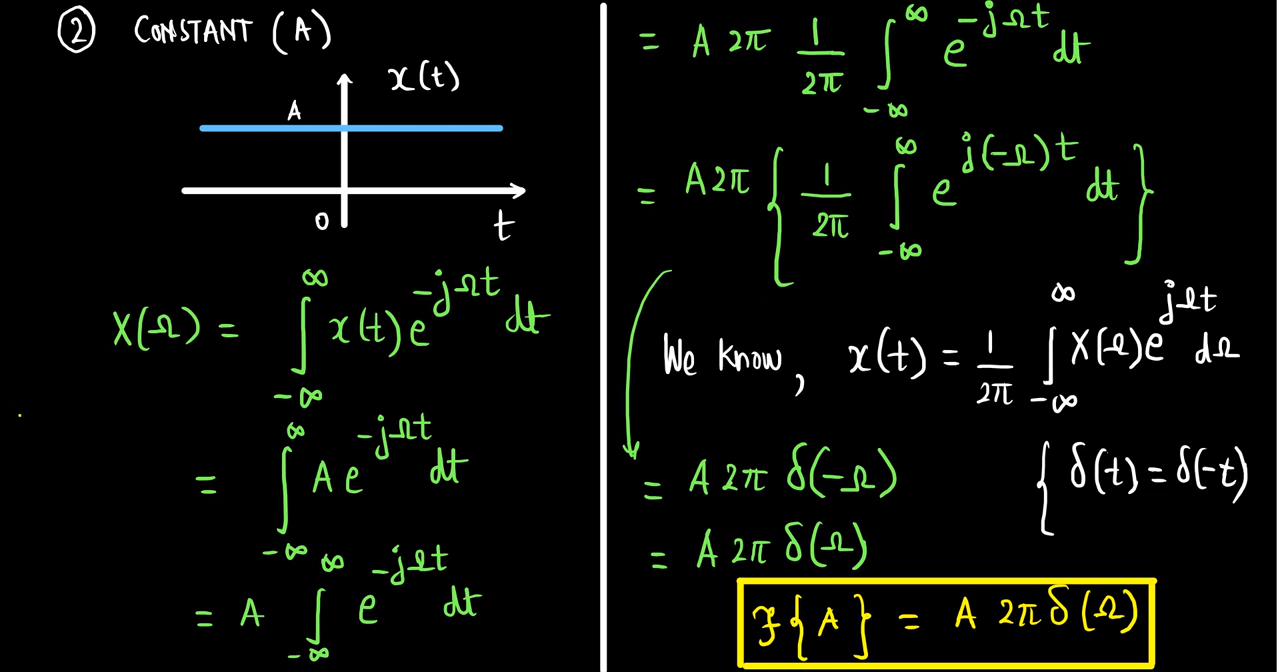 ② CONSTANT (A)
x(t)
A
0
t
X(Ω) = ∫_{-∞}^{∞} x(t) e^{-jΩt} dt
= ∫_{-∞}^{∞} A e^{-jΩt} dt
= A ∫_{-∞}^{∞} e^{-jΩt} dt
= A 2π 1/2π ∫_{-∞}^{∞} e^{-jΩt} dt
= A 2π { 1/2π ∫_{-∞}^{∞} e^{j(-Ω)t} dt }
We know, x(t) = 1/2π ∫_{-∞}^{∞} X(Ω) e^{jΩt} dΩ
= A 2π δ(-Ω)
{ δ(t) = δ(-t)
= A 2π δ(Ω)
ℱ{A} = A 2π δ(Ω)